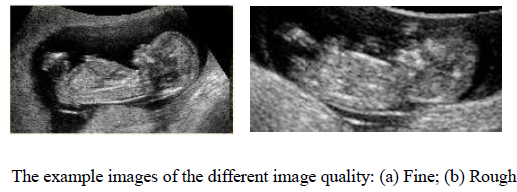 The example images of the different image quality: (a) Fine; (b) Rough